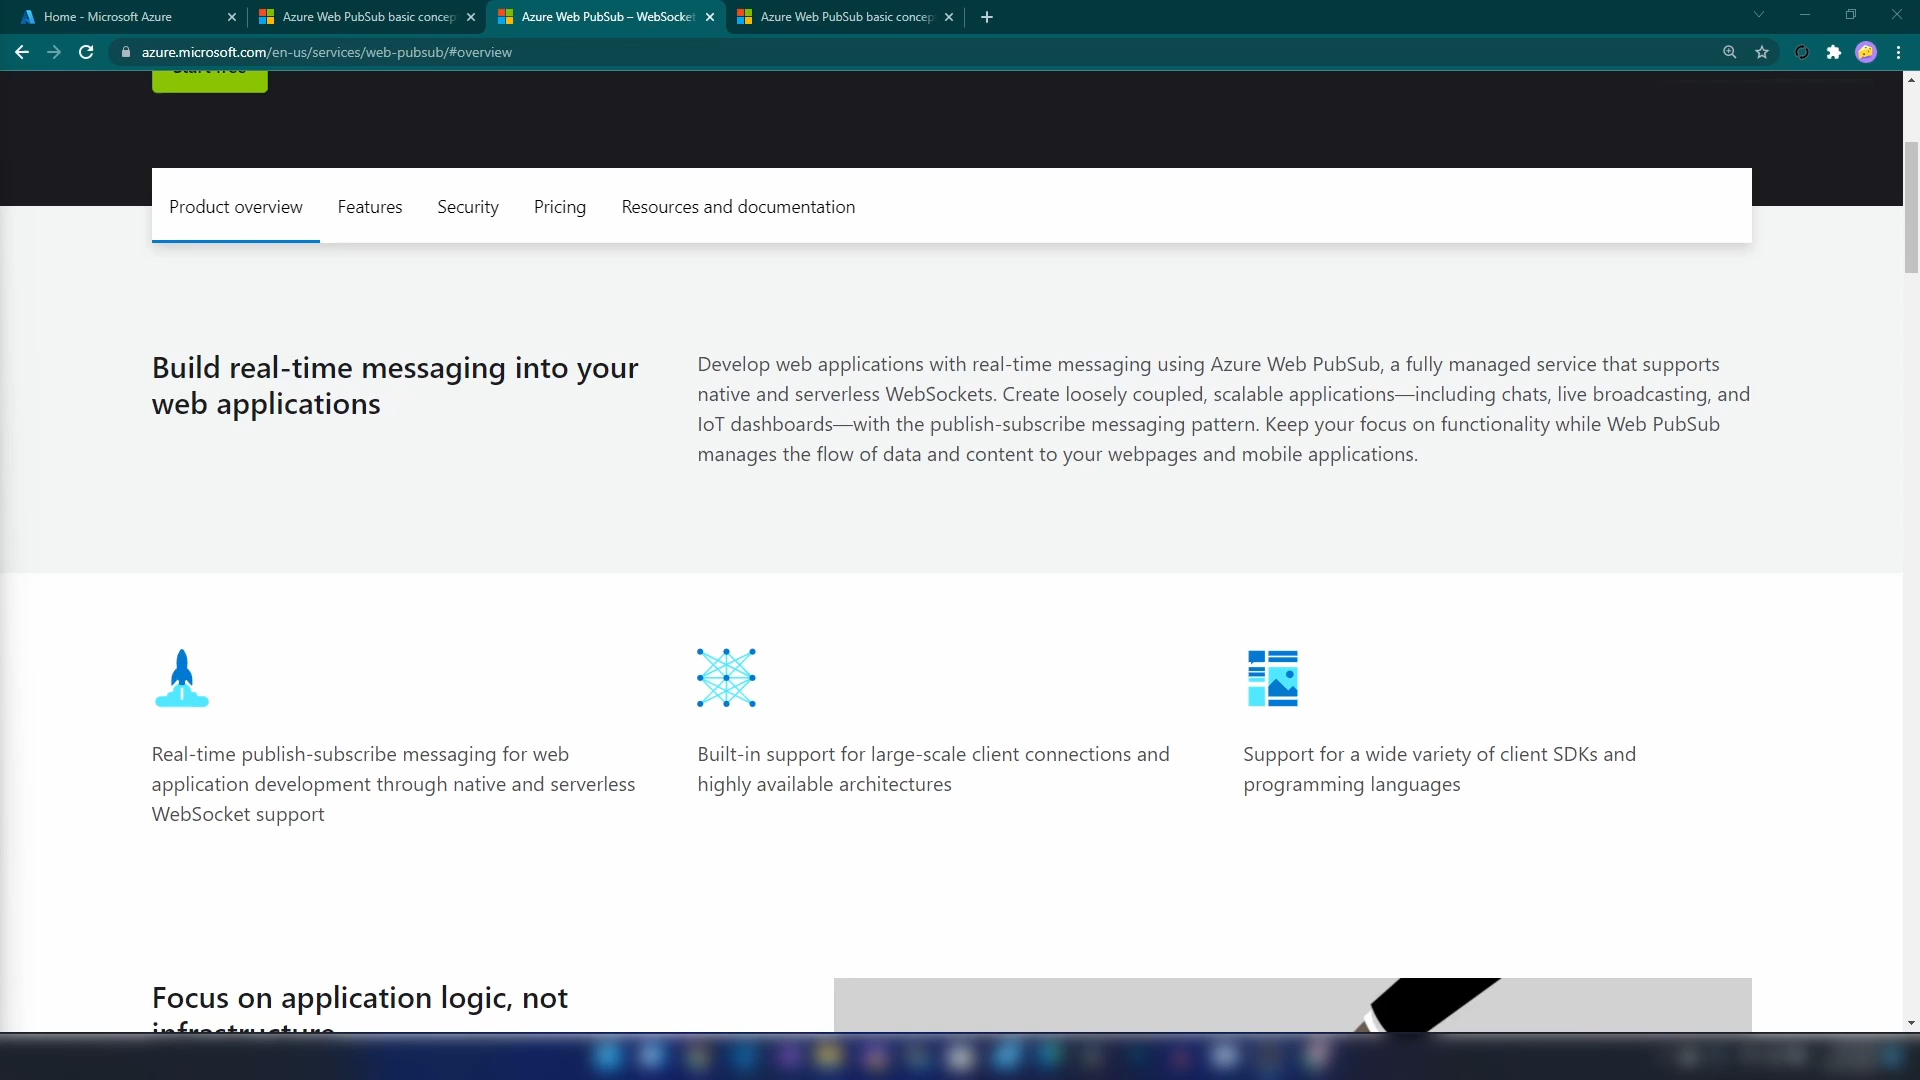 Home - Microsoft Azure
Azure Web PubSub basic concep
Azure Web PubSub – WebSocket
Azure Web PubSub basic concep
azure.microsoft.com/en-us/services/web-pubsub/#overview
Start free
Product overview
Features
Security
Pricing
Resources and documentation
Build real-time messaging into your
web applications
Develop web applications with real-time messaging using Azure Web PubSub, a fully managed service that supports
native and serverless WebSockets. Create loosely coupled, scalable applications—including chats, live broadcasting, and
IoT dashboards—with the publish-subscribe messaging pattern. Keep your focus on functionality while Web PubSub
manages the flow of data and content to your webpages and mobile applications.
Real-time publish-subscribe messaging for web
application development through native and serverless
WebSocket support
Built-in support for large-scale client connections and
highly available architectures
Support for a wide variety of client SDKs and
programming languages
Focus on application logic, not
infrastructure